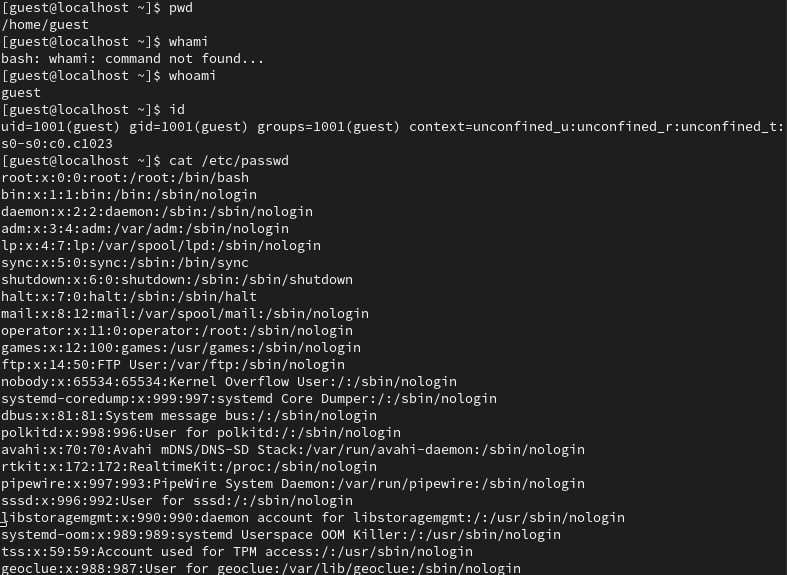 [guest@localhost ~]$ pwd
/home/guest
[guest@localhost ~]$ whami
bash: whami: command not found...
[guest@localhost ~]$ whoami
guest
[guest@localhost ~]$ id
uid=1001(guest) gid=1001(guest) groups=1001(guest) context=unconfined_u:unconfined_r:unconfined_t:
s0-s0:c0.c1023
[guest@localhost ~]$ cat /etc/passwd
root:x:0:0:root:/root:/bin/bash
bin:x:1:1:bin:/bin:/sbin/nologin
daemon:x:2:2:daemon:/sbin:/sbin/nologin
adm:x:3:4:adm:/var/adm:/sbin/nologin
lp:x:4:7:lp:/var/spool/lpd:/sbin/nologin
sync:x:5:0:sync:/sbin:/bin/sync
shutdown:x:6:0:shutdown:/sbin:/sbin/shutdown
halt:x:7:0:halt:/sbin:/sbin/halt
mail:x:8:12:mail:/var/spool/mail:/sbin/nologin
operator:x:11:0:operator:/root:/sbin/nologin
games:x:12:100:games:/usr/games:/sbin/nologin
ftp:x:14:50:FTP User:/var/ftp:/sbin/nologin
nobody:x:65534:65534:Kernel Overflow User:/:/sbin/nologin
systemd-coredump:x:999:997:systemd Core Dumper:/:/sbin/nologin
dbus:x:81:81:System message bus:/:/sbin/nologin
polkitd:x:998:996:User for polkitd:/:/sbin/nologin
avahi:x:70:70:Avahi mDNS/DNS-SD Stack:/var/run/avahi-daemon:/sbin/nologin
rtkit:x:172:172:RealtimeKit:/proc:/sbin/nologin
pipewire:x:997:993:PipeWire System Daemon:/var/run/pipewire:/sbin/nologin
sssd:x:996:992:User for sssd:/:/sbin/nologin
libstoragemgmt:x:990:990:daemon account for libstoragemgmt:/:/usr/sbin/nologin
systemd-oom:x:989:989:systemd Userspace OOM Killer:/:/usr/sbin/nologin
tss:x:59:59:Account used for TPM access:/:/usr/sbin/nologin
geoclue:x:988:987:User for geoclue:/var/lib/geoclue:/sbin/nologin